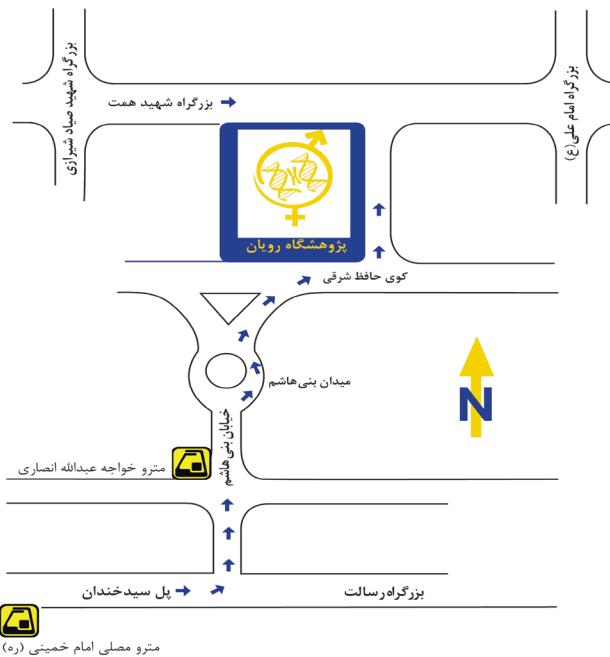 بزرگراه شهید صیاد شیرازی
بزرگراه امام علی(ع)
بزرگراه شهید همت
پژوهشگاه رویان
کوی حافظ شرقی
میدان بنی‌هاشم
N
خیابان بنی هاشم
مترو خواجه عبدالله انصاری
پل سیدخندان
بزرگراه رسالت
مترو مصلی امام خمینی (ره)